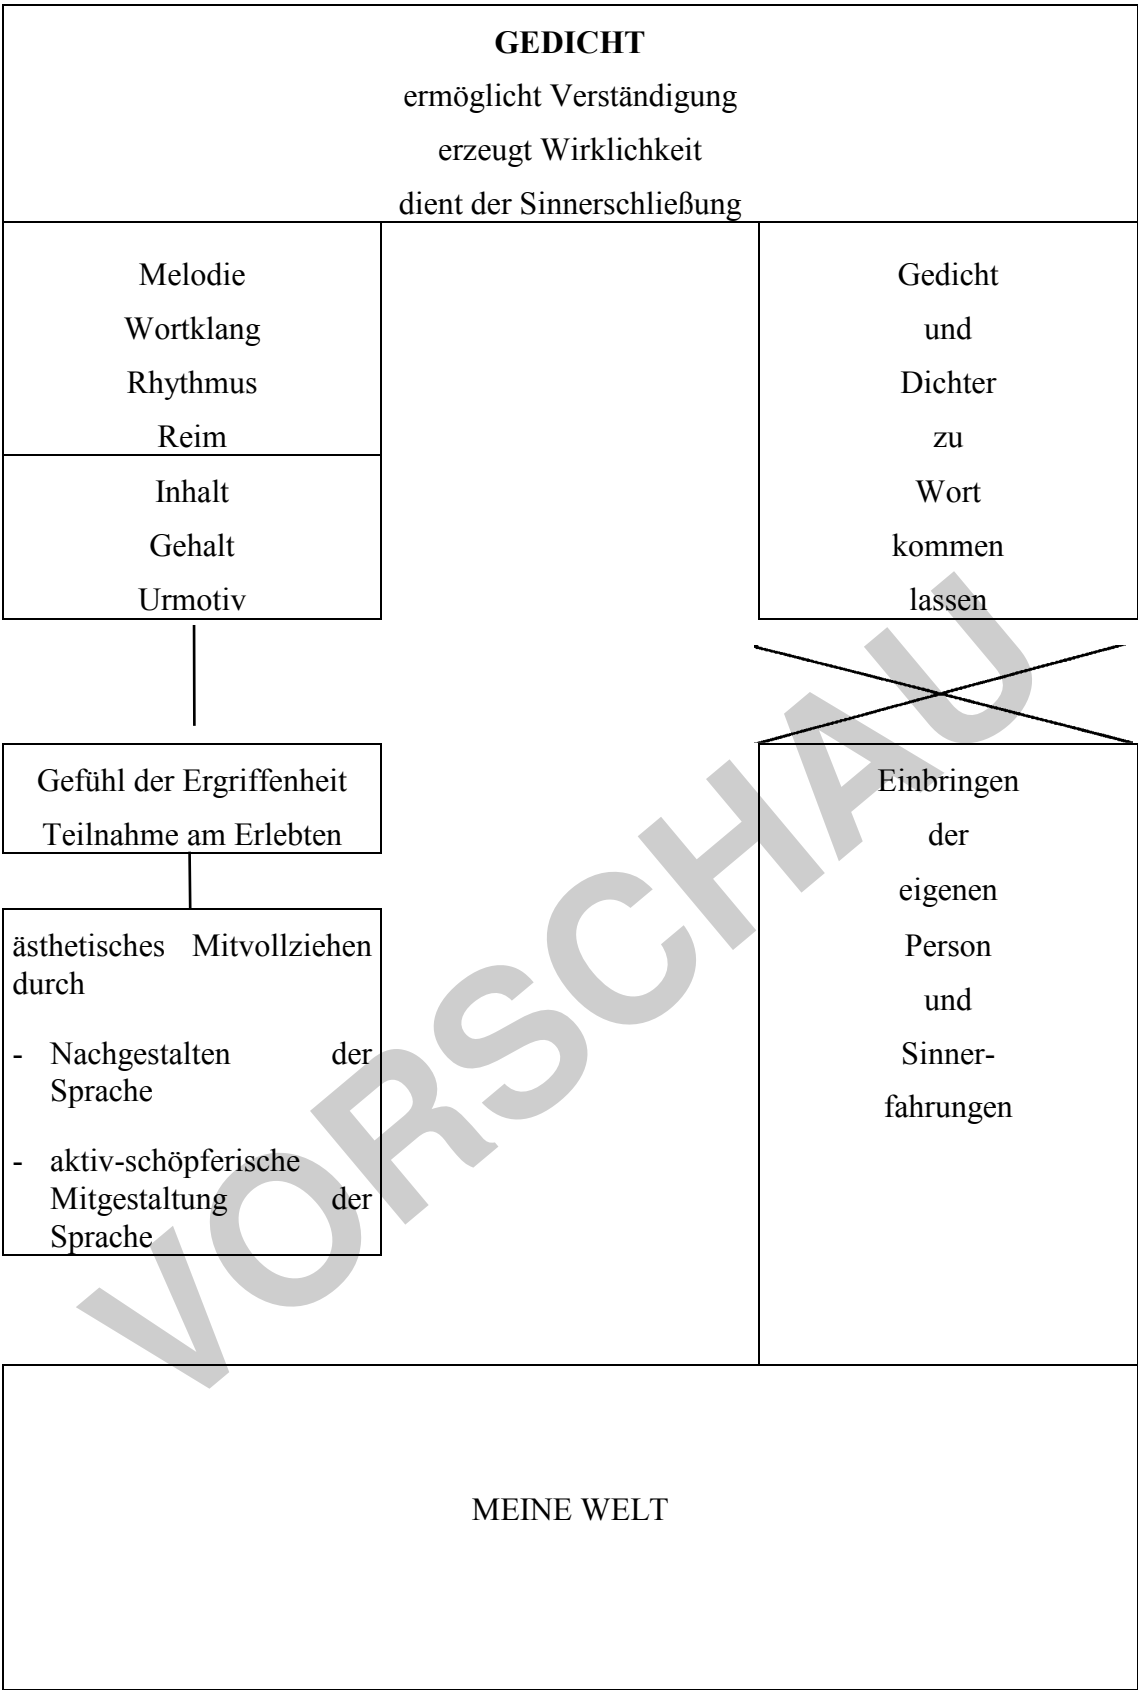 GEDICHT
ermöglicht Verständigung
erzeugt Wirklichkeit
dient der Sinnerschließung
Melodie
Wortklang
Rhythmus
Reim
Inhalt
Gehalt
Urmotiv
Gedicht
und
Dichter
zu
Wort
kommen
lassen
Gefühl der Ergriffenheit
Teilnahme am Erlebten
ästhetisches Mitvollziehen
durch
- Nachgestalten der
Sprache
- aktiv-schöpferische
Mitgestaltung der
Sprache
Einbringen
der
eigenen
Person
und
Sinner-
fahrungen
MEINE WELT
VORSCHAU